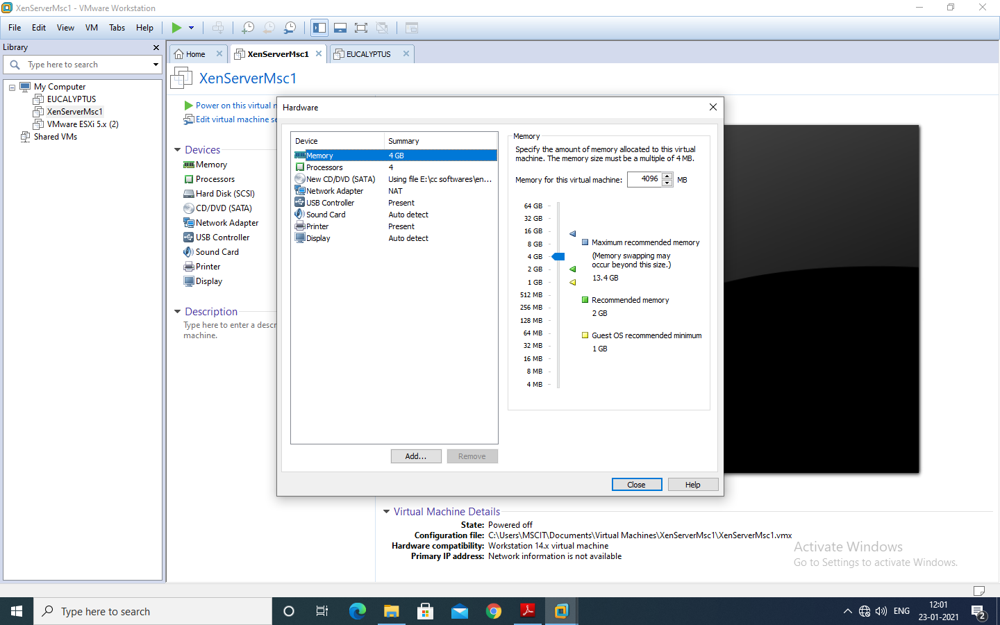 XenServerMsc1 - VMware Workstation
File Edit View VM Tabs Help
Library
Type here to search
My Computer
EUCALYPTUS
XenServerMsc1
VMware ESXi 5.x (2)
Shared VMs
Home XenServerMsc1 EUCALYPTUS
XenServerMsc1
Power on this virtual m
Edit virtual machine se
Devices
Memory
Processors
Hard Disk (SCSI)
CD/DVD (SATA)
Network Adapter
USB Controller
Sound Card
Printer
Display
Description
Type here to enter a descr
machine.
Hardware
Device Summary
Memory 4 GB
Processors 4
New CD/DVD (SATA) Using file E:\cc softwares\en...
Network Adapter NAT
USB Controller Present
Sound Card Auto detect
Printer Present
Display Auto detect
Add...
Remove
Memory
Specify the amount of memory allocated to this virtual
machine. The memory size must be a multiple of 4 MB.
Memory for this virtual machine: 4096 MB
64 GB
32 GB
16 GB
8 GB
4 GB
2 GB
1 GB
512 MB
256 MB
128 MB
64 MB
32 MB
16 MB
8 MB
4 MB
Maximum recommended memory
(Memory swapping may
occur beyond this size.)
13.4 GB
Recommended memory
2 GB
Guest OS recommended minimum
1 GB
Close
Help
Virtual Machine Details
State: Powered off
Configuration file: C:\Users\MSCIT\Documents\Virtual Machines\XenServerMsc1\XenServerMsc1.vmx
Hardware compatibility: Workstation 14.x virtual machine
Primary IP address: Network information is not available
Activate Windows
Go to Settings to activate Windows.
Type here to search
ENG
12:01
23-01-2021
2